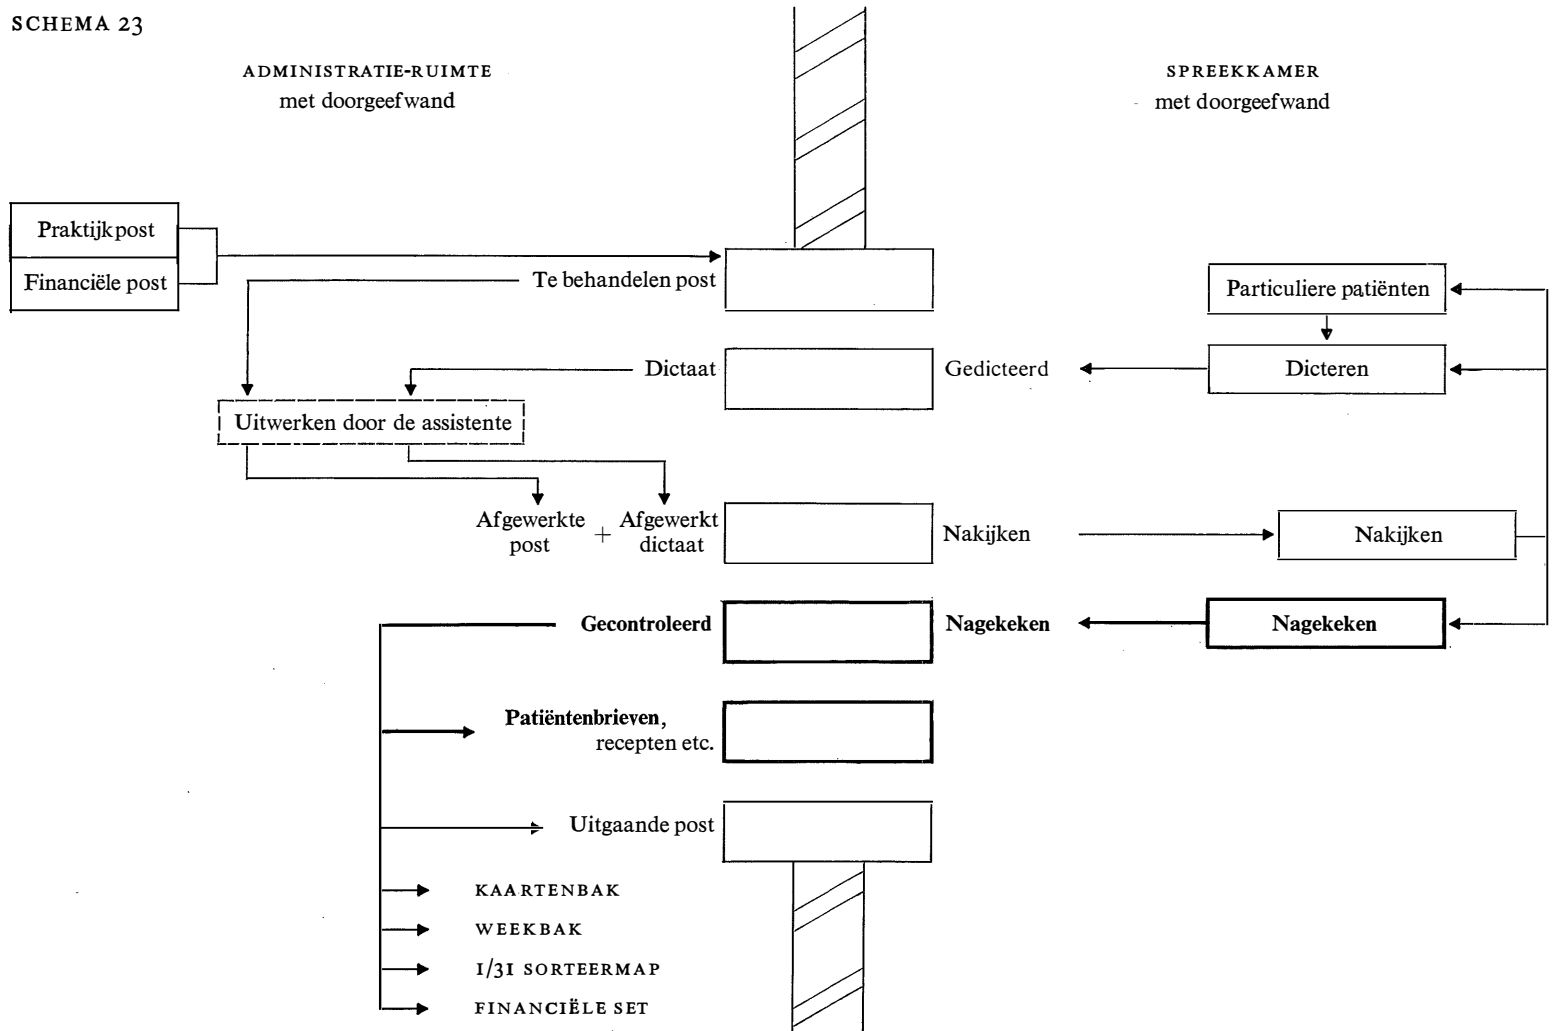 SCHEMA 23
ADMINISTRATIE-RUIMTE
met doorgeefwand
SPREEKKAMER
met doorgeefwand
Praktijkpost
Financiële post
Te behandelen post
Particuliere patiënten
Dictaat
Gedicteerd
Dicteren
Uitwerken door de assistente
Afgewerkte
post
+
Afgewerkt
dictaat
Nakijken
Nakijken
Gecontroleerd
Nagekeken
Nagekeken
Patiëntenbrieven,
recepten etc.
Uitgaande post
KAARTENBAK
WEEKBAK
1/31 SORTEERMAP
FINANCIËLE SET